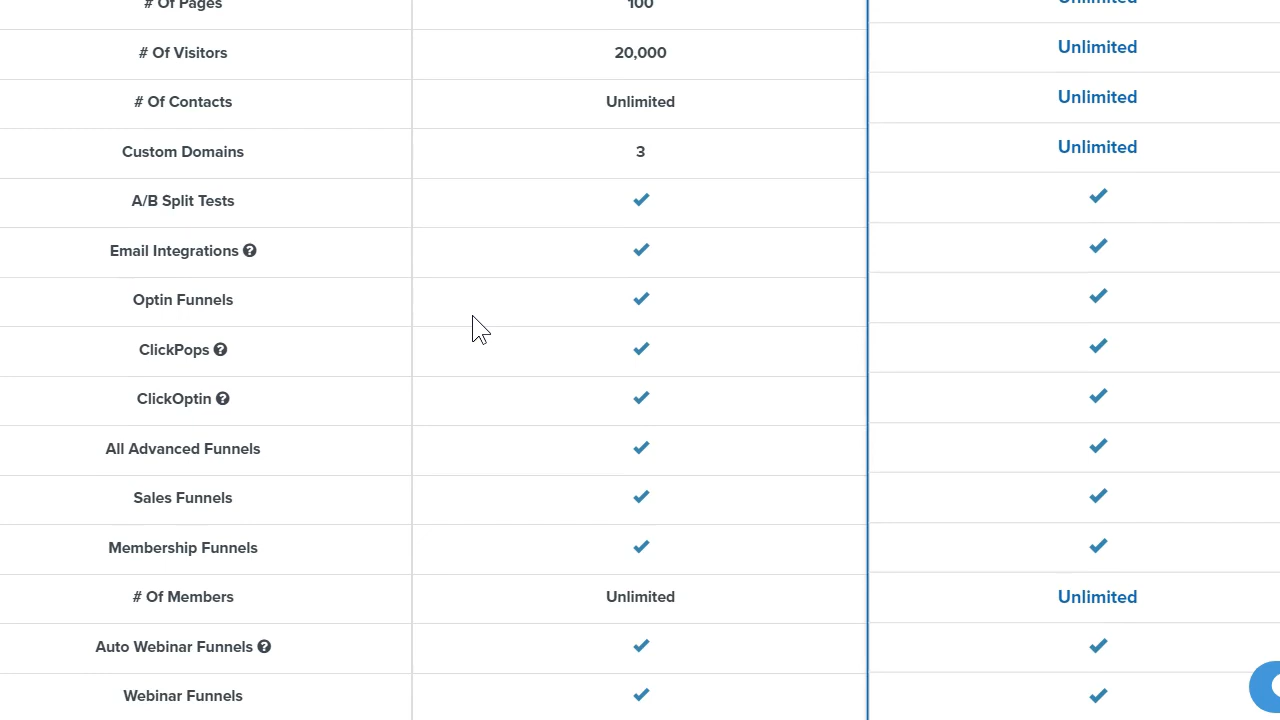 # Of Pages 100 Unlimited
# Of Visitors 20,000 Unlimited
# Of Contacts Unlimited Unlimited
Custom Domains 3 Unlimited
A/B Split Tests
Email Integrations
Optin Funnels
ClickPops
ClickOptin
All Advanced Funnels
Sales Funnels
Membership Funnels
# Of Members Unlimited Unlimited
Auto Webinar Funnels
Webinar Funnels